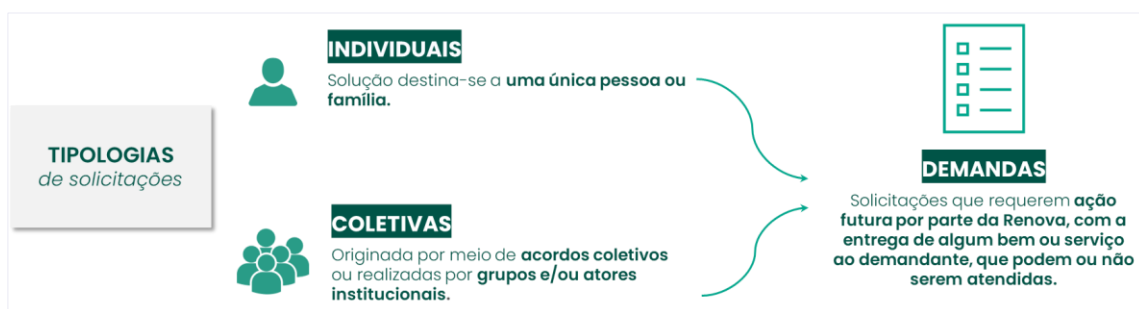 TIPOLOGIAS
de solicitações
INDIVIDUAIS
Solução destina-se a uma única pessoa ou
família.
COLETIVAS
Originada por meio de acordos coletivos
ou realizadas por grupos e/ou atores
institucionais.
DEMANDAS
Solicitações que requerem ação
futura por parte da Renova, com a
entrega de algum bem ou serviço
ao demandante, que podem ou não
serem atendidas.